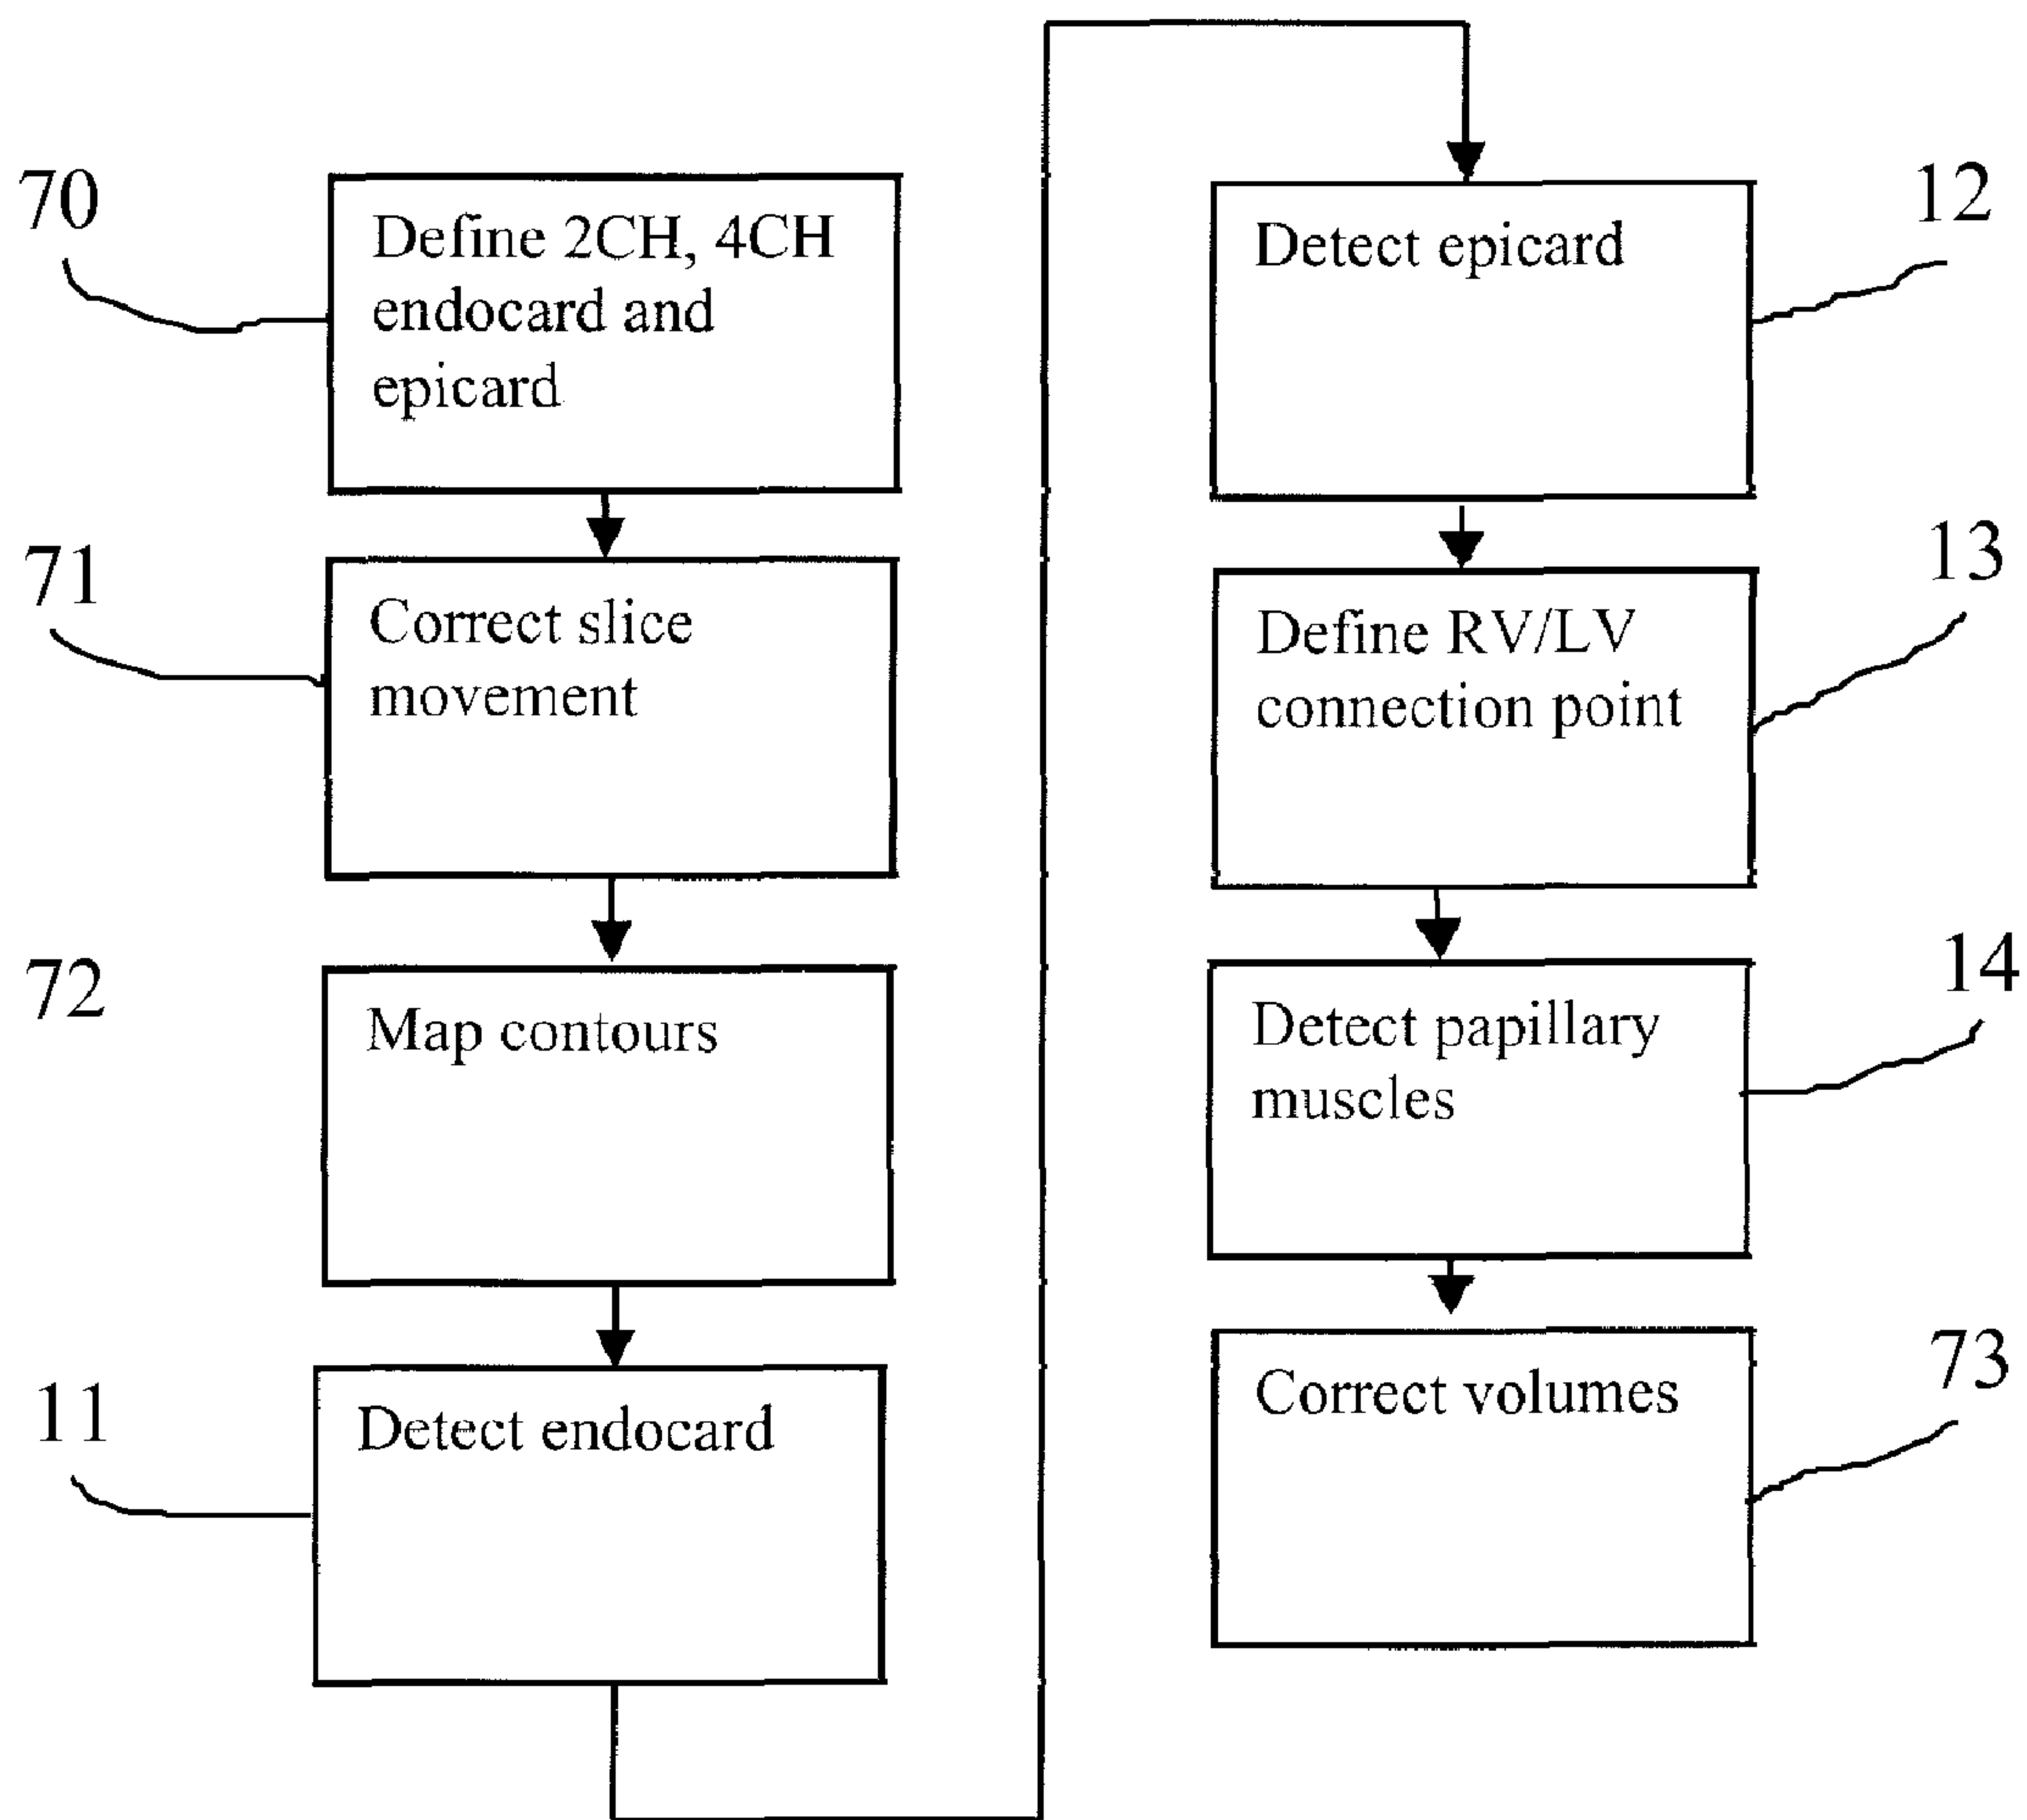 70
Define 2CH, 4CH
endocard and
epicard
71
Correct slice
movement
72
Map contours
11
Detect endocard
12
Detect epicard
13
Define RV/LV
connection point
14
Detect papillary
muscles
73
Correct volumes